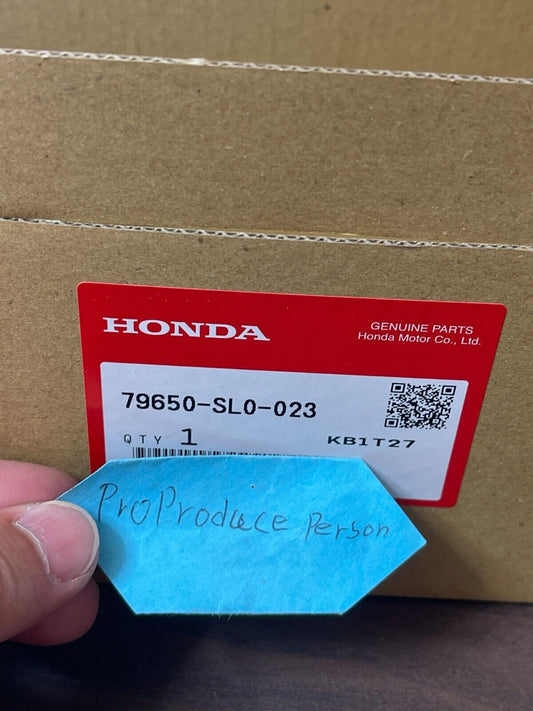 HONDA
GENUINE PARTS
Honda Motor Co., Ltd.
79650-SL0-023
QTY 1
KB1T27
ProProduce Person